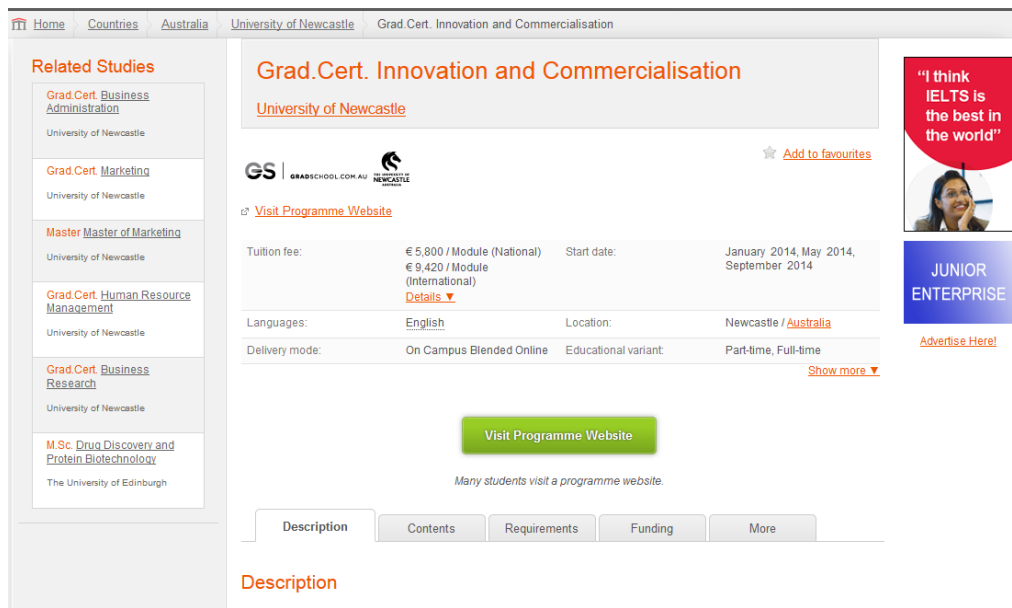 Home Countries Australia University of Newcastle Grad.Cert. Innovation and Commercialisation
Related Studies
Grad.Cert. Business
Administration
University of Newcastle
Grad.Cert. Marketing
University of Newcastle
Master Master of Marketing
University of Newcastle
Grad.Cert. Human Resource
Management
University of Newcastle
Grad.Cert. Business
Research
University of Newcastle
M.Sc. Drug Discovery and
Protein Biotechnology
The University of Edinburgh
Grad.Cert. Innovation and Commercialisation
University of Newcastle
GS GRADSCHOOL.COM.AU
THE UNIVERSITY OF
NEWCASTLE
AUSTRALIA
Add to favourites
Visit Programme Website
Tuition fee: € 5,800 / Module (National)
€ 9,420 / Module
(International)
Details ▼
Start date: January 2014, May 2014,
September 2014
Languages: English Location: Newcastle / Australia
Delivery mode: On Campus Blended Online Educational variant: Part-time, Full-time
Show more ▼
Visit Programme Website
Many students visit a programme website.
Description Contents Requirements Funding More
Description
“I think
IELTS is
the best in
the world”
JUNIOR
ENTERPRISE
Advertise Here!